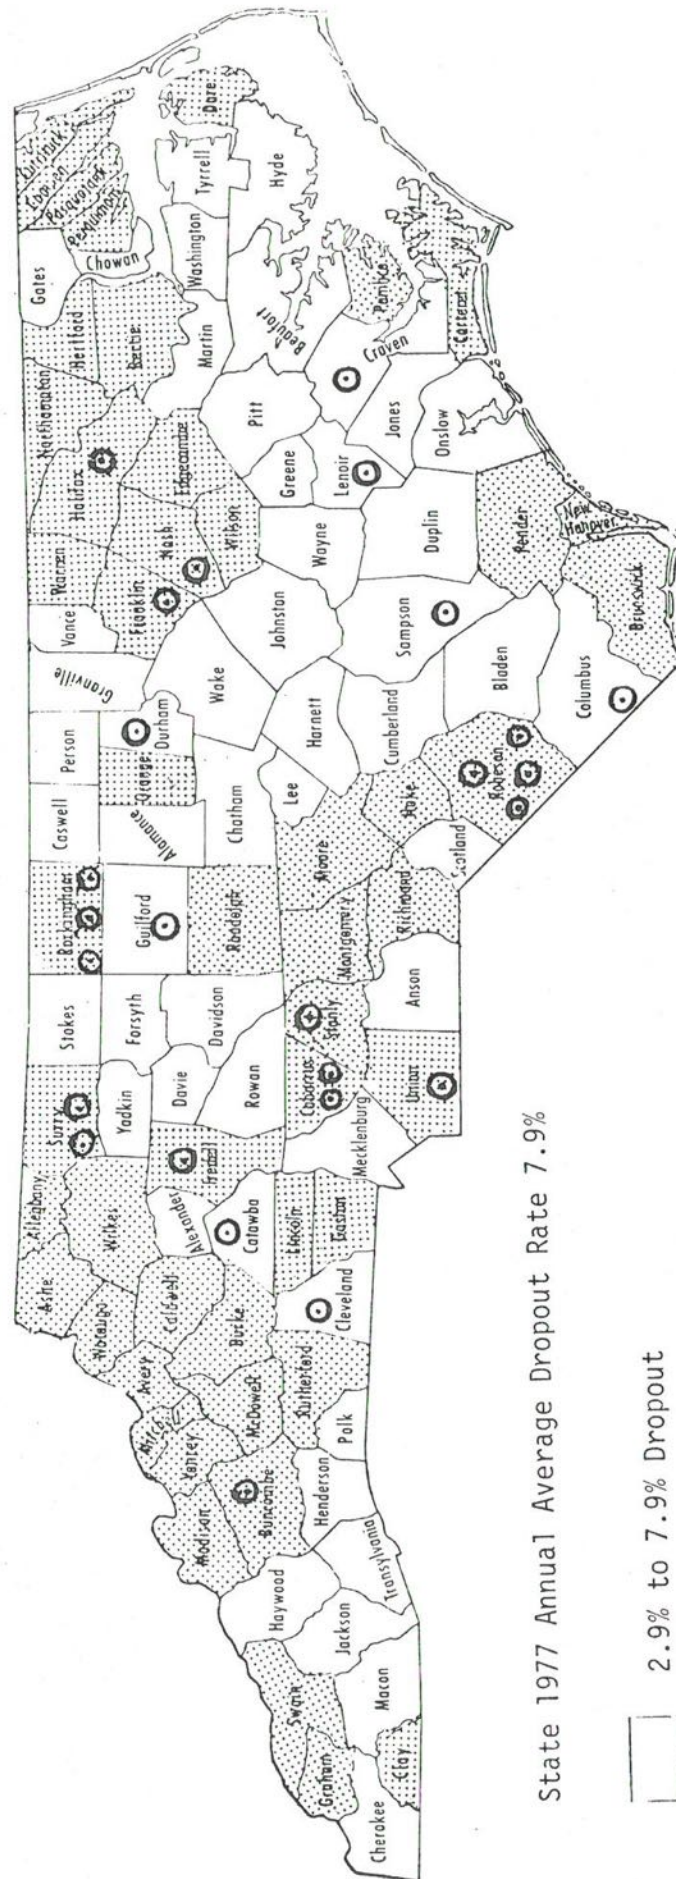 Cherokee
Graham
Clay
Swain
Macon
Jackson
Haywood
Transylvania
Madison
Buncombe
Henderson
Yancey
Mitch
Avery
McDowell
Polk
Rutherford
Watauga
Caldwell
Burke
Cleveland
Ashe
Alleghany
Wilkes
Alexander
Catawba
Lincoln
Gaston
Surry
Yadkin
Iredell
Davie
Rowan
Mecklenburg
Cabarrus
Union
Stokes
Forsyth
Davidson
Stanly
Anson
Rockingham
Guilford
Randolph
Montgomery
Richmond
Caswell
Alamance
Chatham
Moore
Scotland
Person
Orange
Durham
Lee
Hoke
Robeson
Granville
Wake
Harnett
Cumberland
Bladen
Columbus
Vance
Franklin
Johnston
Sampson
Brunswick
Warren
Nash
Wilson
Wayne
Duplin
Pender
New
Hanover
Halifax
Northampton
Edgecombe
Greene
Lenoir
Pitt
Jones
Onslow
Hertford
Bertie
Martin
Beaufort
Craven
Pamlico
Carteret
Gates
Chowan
Washington
Tyrrell
Hyde
Dare
Currituck
Camden
Pasquotank
Perquimans
State 1977 Annual Average Dropout Rate 7.9%
2.9% to 7.9% Dropout